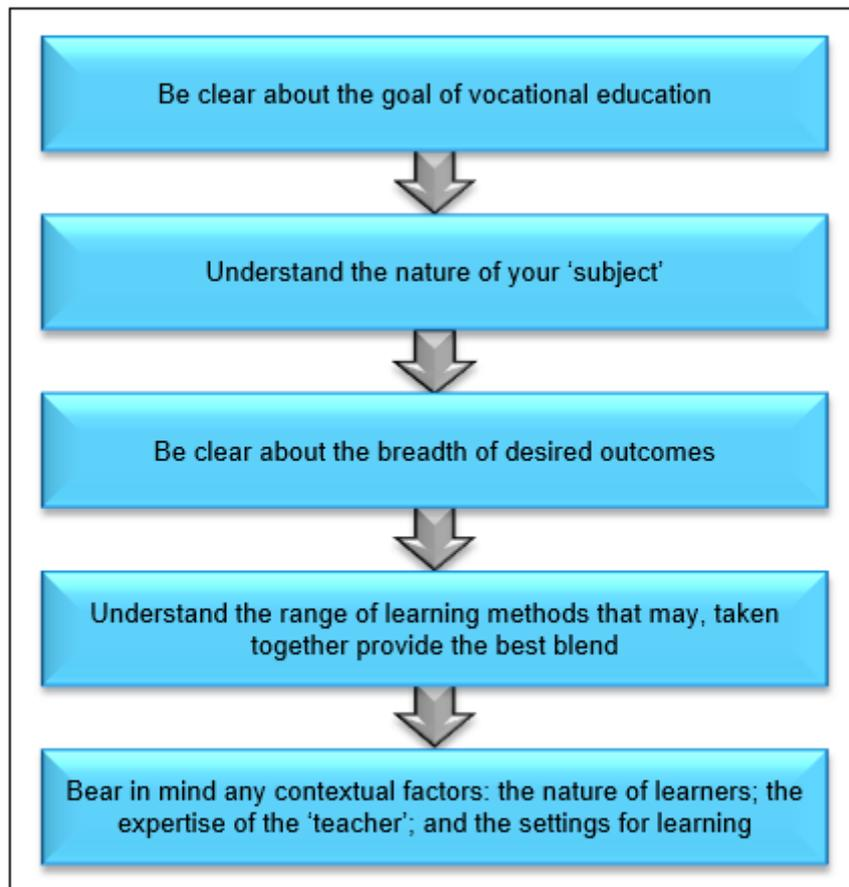 Be clear about the goal of vocational education
Understand the nature of your ‘subject’
Be clear about the breadth of desired outcomes
Understand the range of learning methods that may, taken
together provide the best blend
Bear in mind any contextual factors: the nature of learners; the
expertise of the ‘teacher’; and the settings for learning